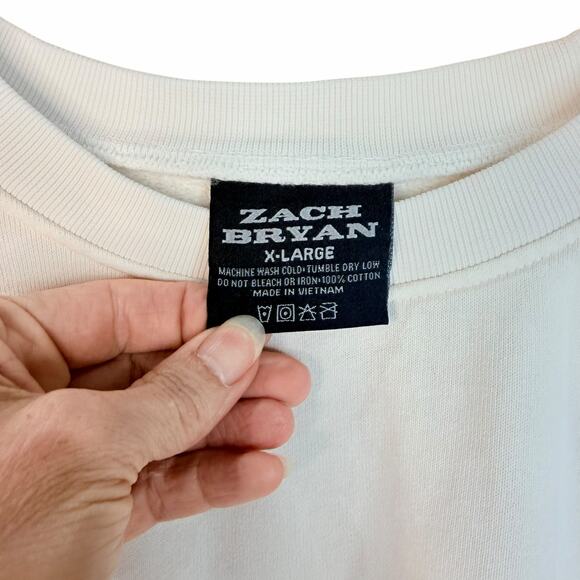 ZACH
BRYAN
X-LARGE
MACHINE WASH COLD•TUMBLE DRY LOW
DO NOT BLEACH OR IRON•100% COTTON
MADE IN VIETNAM